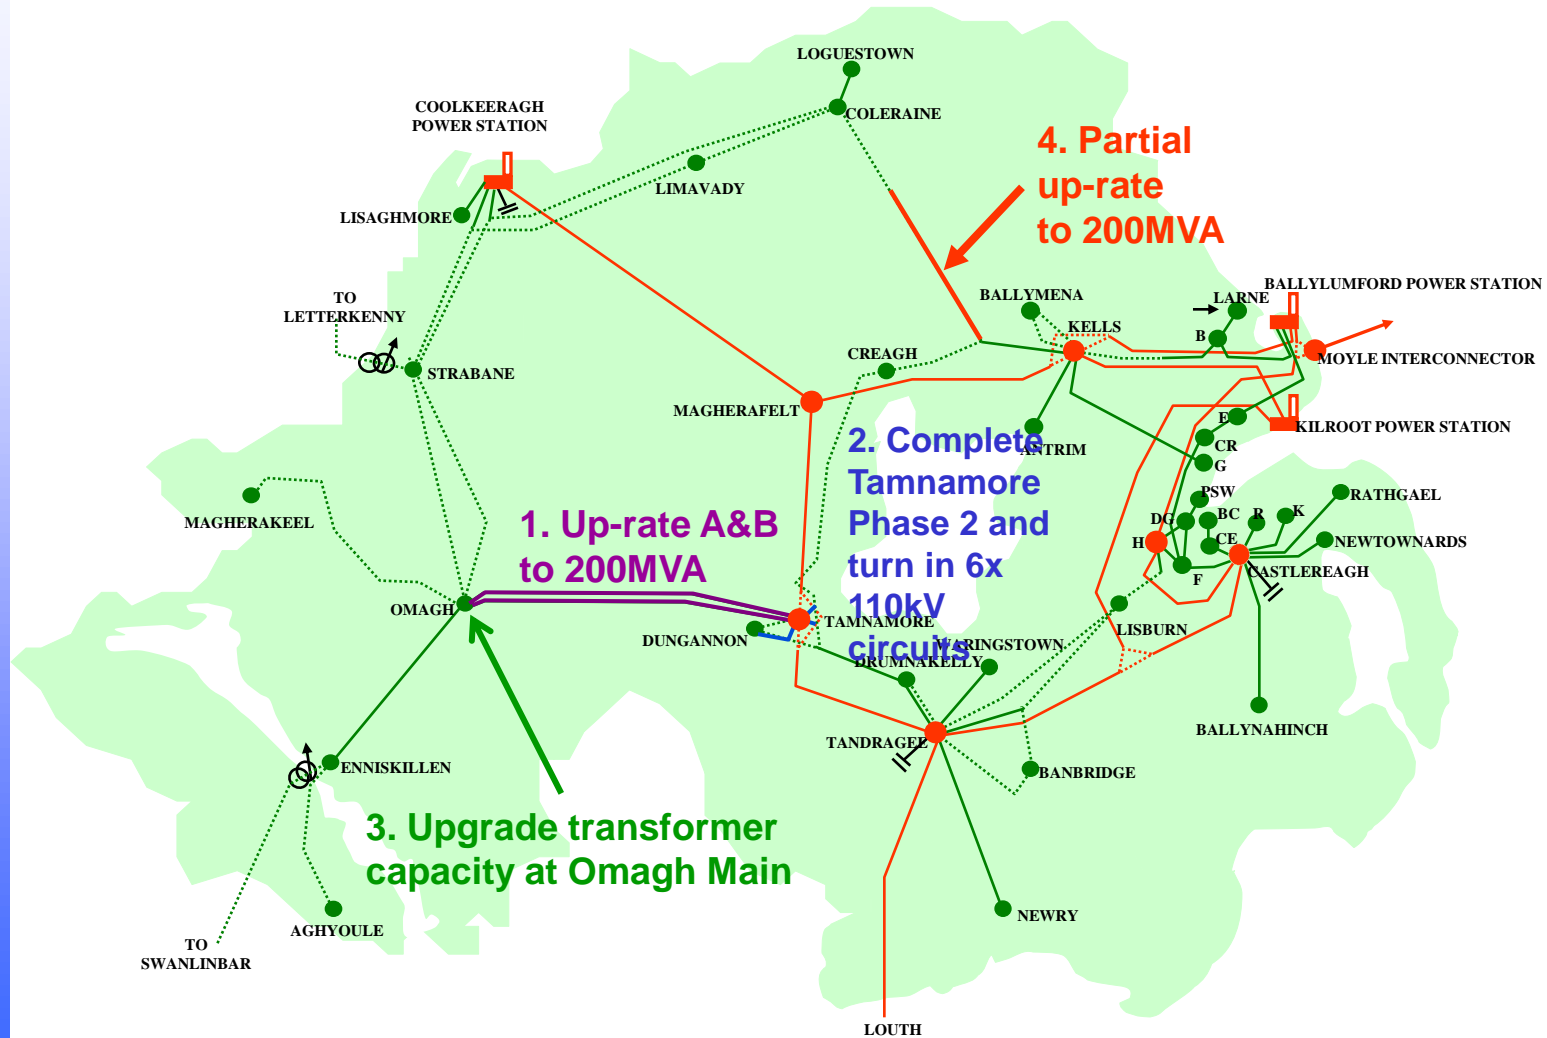 LOGUESTOWN
COOLKEERAGH
POWER STATION
COLERAINE
4. Partial
up-rate
to 200MVA
LIMAVADY
LISAGHMORE
BALLYLUMFORD POWER STATION
TO
LETTERKENNY
BALLYMENA
LARNE
KELLS
B
CREAGH
MOYLE INTERCONNECTOR
STRABANE
MAGHERAFELT
E
KILROOT POWER STATION
2. Complete
Tamnamore
Phase 2 and
turn in 6x
110kV
circuits
ANTRIM
CR
G
PSW
RATHGAEL
MAGHERAKEEL
1. Up-rate A&B
to 200MVA
DG
BC
R
K
H
CE
NEWTOWNARDS
F
CASTLEREAGH
OMAGH
TAMNAMORE
DUNGANNON
LISBURN
WARINGSTOWN
DRUMNAKELLY
BALLYNAHINCH
TANDRAGEE
ENNISKILLEN
BANBRIDGE
3. Upgrade transformer
capacity at Omagh Main
AGHYOULE
NEWRY
TO
SWANLINBAR
LOUTH